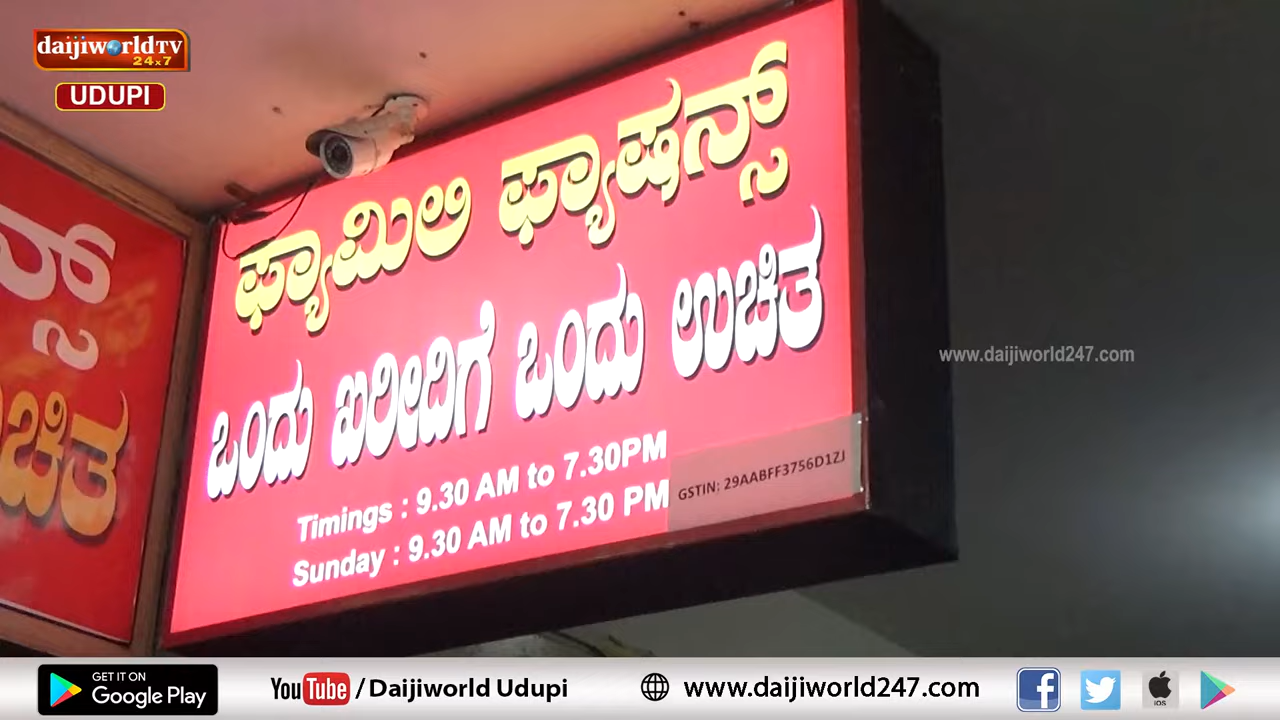 daijiworldTV
24x7
UDUPI
ಫ್ಯಾಮಿಲಿ ಫ್ಯಾಷನ್ಸ್
ಒಂದು ಖರೀದಿಗೆ ಒಂದು ಉಚಿತ
Timings : 9.30 AM to 7.30PM
Sunday : 9.30 AM to 7.30 PM
GSTIN: 29AABFF3756D1ZJ
www.daijiworld247.com
GET IT ON
Google Play
YouTube /Daijiworld Udupi
www.daijiworld247.com
iOS